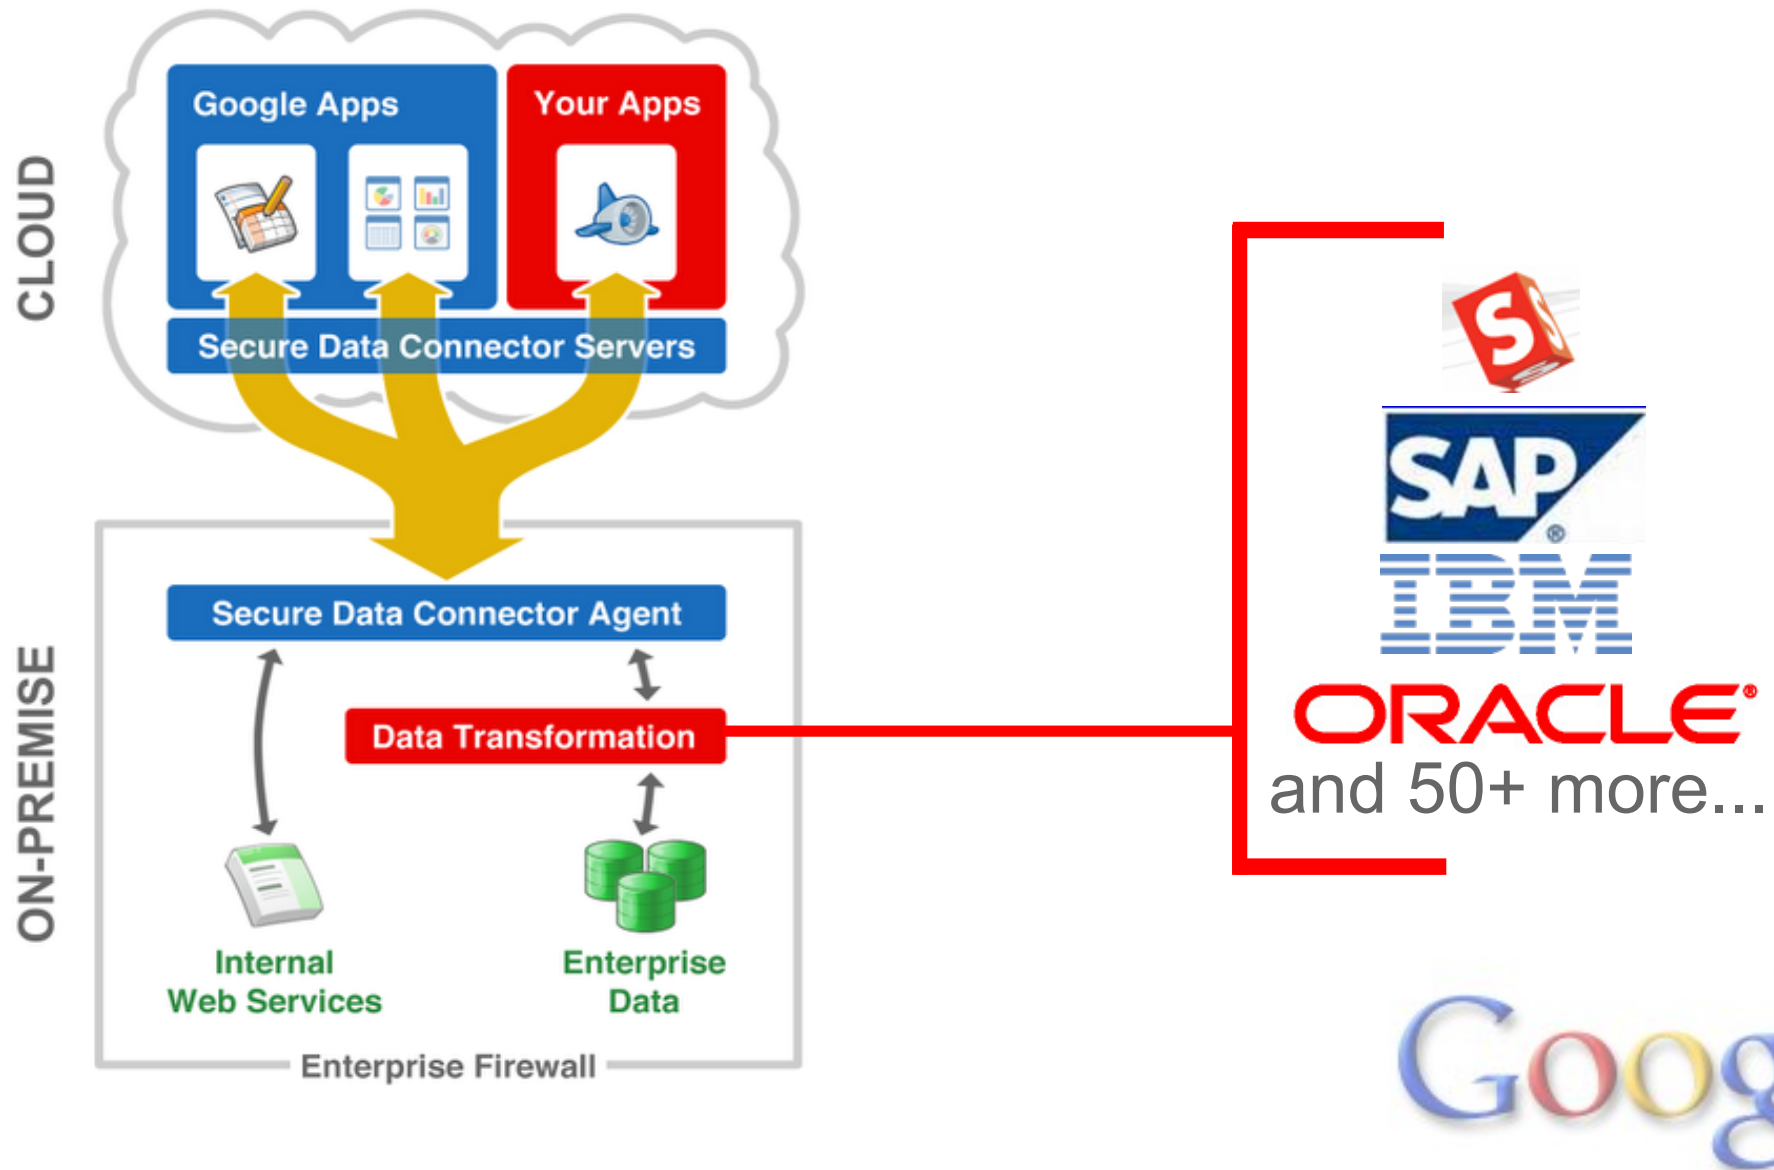 CLOUD
Google Apps
Your Apps
Secure Data Connector Servers
ON-PREMISE
Secure Data Connector Agent
Data Transformation
Internal
Web Services
Enterprise
Data
Enterprise Firewall
S S
SAP®
IBM
ORACLE®
and 50+ more...
Goog